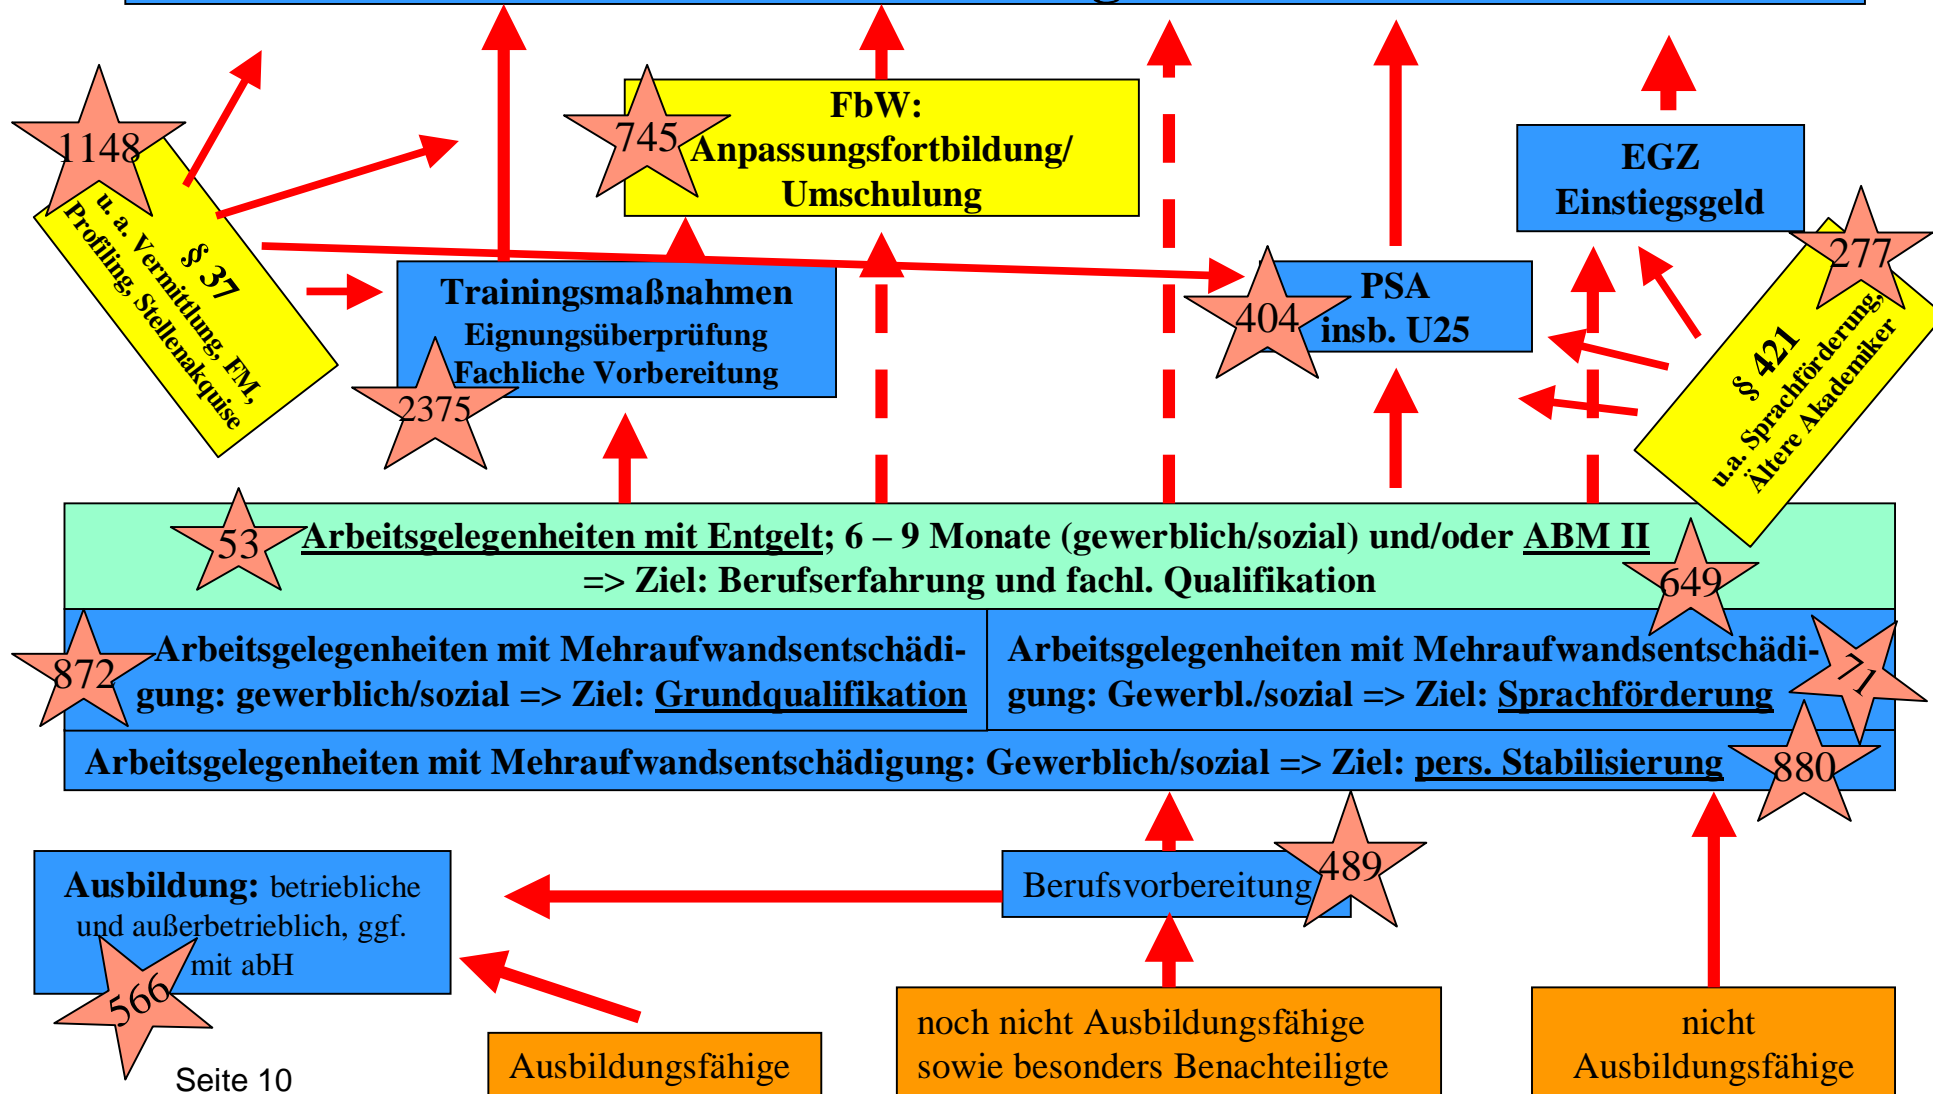 1148
§ 37
u. a. Vermittlung, FM,
Profiling, Stellenakquise
745
FbW:
Anpassungsfortbildung/
Umschulung
EGZ
Einstiegsgeld
277
§ 421
u.a. Sprachförderung,
Ältere Akademiker
Trainingsmaßnahmen
Eignungsüberprüfung
Fachliche Vorbereitung
2375
404
PSA
insb. U25
53
Arbeitsgelegenheiten mit Entgelt; 6 – 9 Monate (gewerblich/sozial) und/oder ABM II
=> Ziel: Berufserfahrung und fachl. Qualifikation
649
872
Arbeitsgelegenheiten mit Mehraufwandsentschädi-
gung: gewerblich/sozial => Ziel: Grundqualifikation
Arbeitsgelegenheiten mit Mehraufwandsentschädi-
gung: Gewerbl./sozial => Ziel: Sprachförderung
71
Arbeitsgelegenheiten mit Mehraufwandsentschädigung: Gewerblich/sozial => Ziel: pers. Stabilisierung
880
Ausbildung: betriebliche
und außerbetrieblich, ggf.
mit abH
566
Berufsvorbereitung
489
Ausbildungsfähige
noch nicht Ausbildungsfähige
sowie besonders Benachteiligte
nicht
Ausbildungsfähige
Seite 10